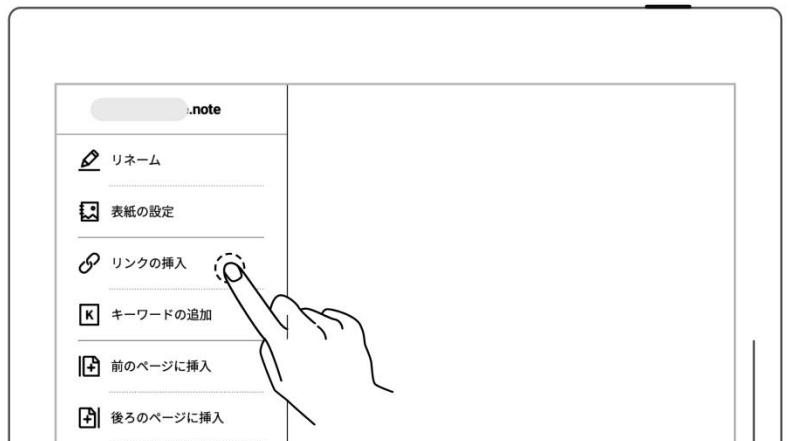 .note
リネーム
表紙の設定
リンクの挿入
K キーワードの追加
前のページに挿入
後ろのページに挿入